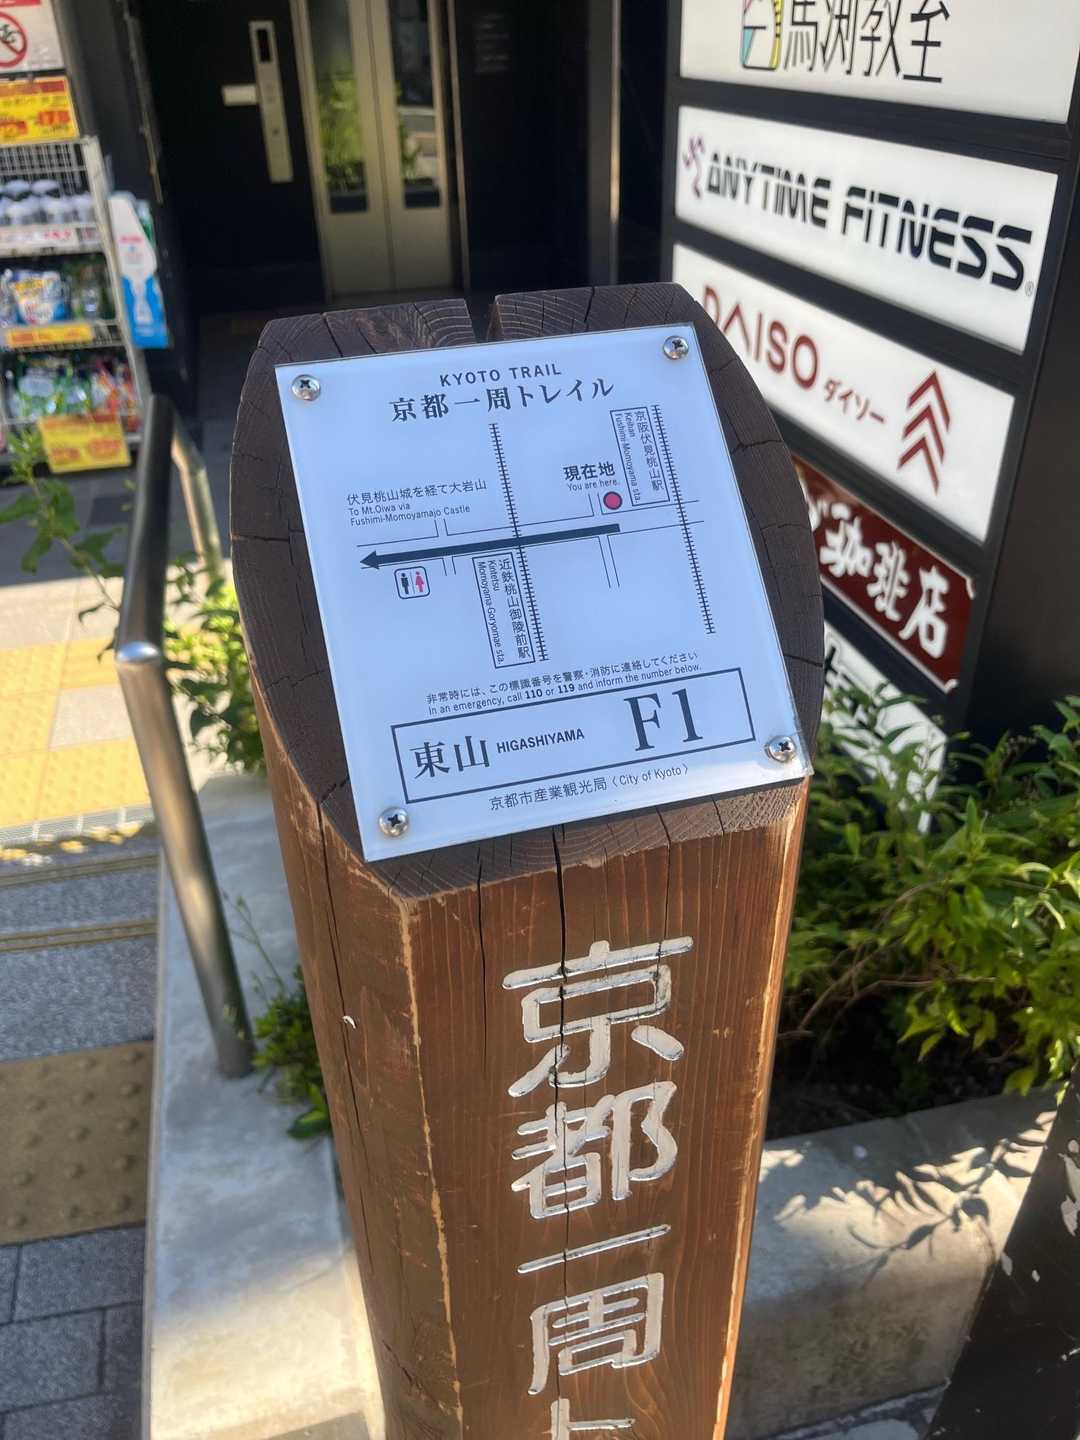 KYOTO TRAIL
京都一周トレイル
京阪伏見桃山駅
Keihan
Fushimi-Momoyama sta.
現在地
You are here.
伏見桃山城を経て大岩山
To Mt.Oiwa via
Fushimi-Momoyamajo Castle
近鉄桃山御陵前駅
Kintetsu
Momoyama Goryomae sta.
非常時には、この標識番号を警察・消防に連絡してください
In an emergency, call 110 or 119 and inform the number below.
東山 HIGASHIYAMA F1
京都市産業観光局〈City of Kyoto〉
京都一周ト
馬渕教室
ANYTIME FITNESS®
DAISO ダイソー
珈琲店